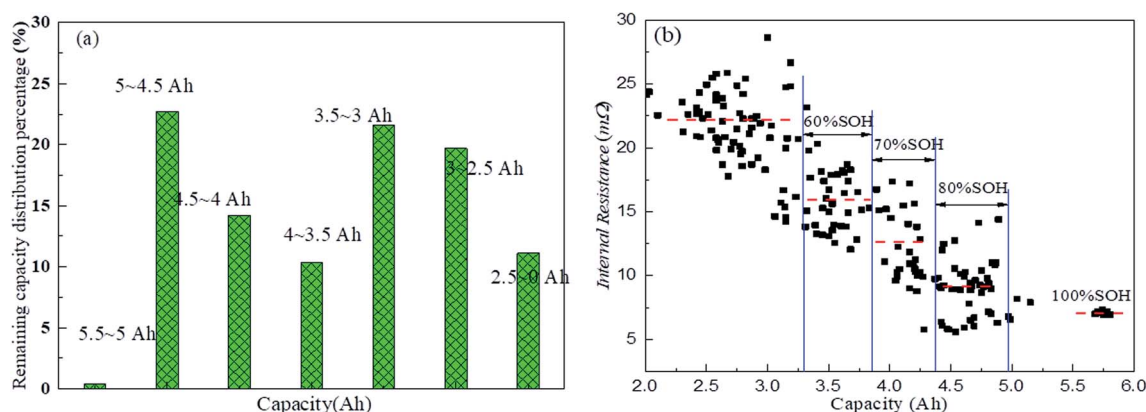 (a)
Remaining capacity distribution percentage (%)
30
25
20
15
10
5
0
5.5~5 Ah
5~4.5 Ah
4.5~4 Ah
4~3.5 Ah
3.5~3 Ah
3~2.5 Ah
2.5~0 Ah
Capacity(Ah)
(b)
Internal Resistance (mΩ)
30
25
20
15
10
5
60%SOH
70%SOH
80%SOH
100%SOH
2.0 2.5 3.0 3.5 4.0 4.5 5.0 5.5 6.0
Capacity (Ah)